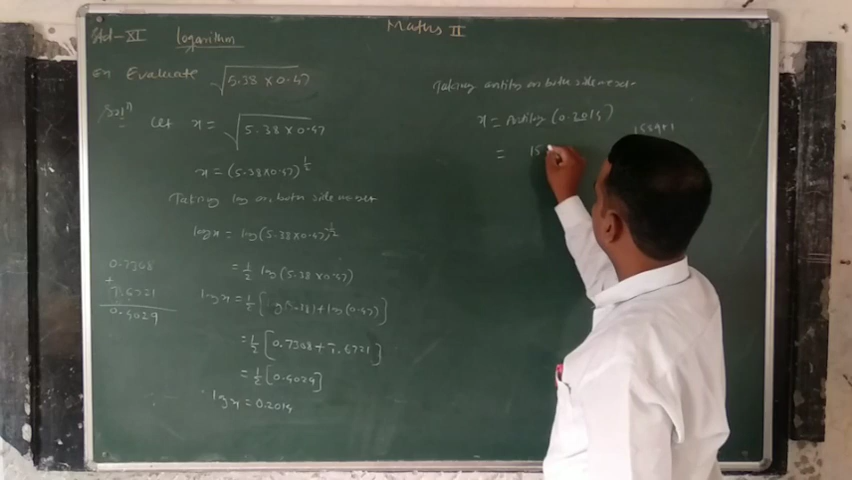 Maths II
Std-XI logarithm
Ex Evaluate √5.38 × 0.47
Solⁿ
Let x = √5.38 × 0.47
x = (5.38×0.47)^½
Taking log on both side we get
log x = log (5.38×0.47)^½
= ½ log (5.38×0.47)
log x = ½ [log(5.38) + log(0.47)]
= ½ [0.7308 + 1̄.6721]
= ½ [0.4029]
log x = 0.2014
0.7308
+
1̄.6721
0.4029
Taking antilog on both side we get
x = Antilog (0.2014)
= 15